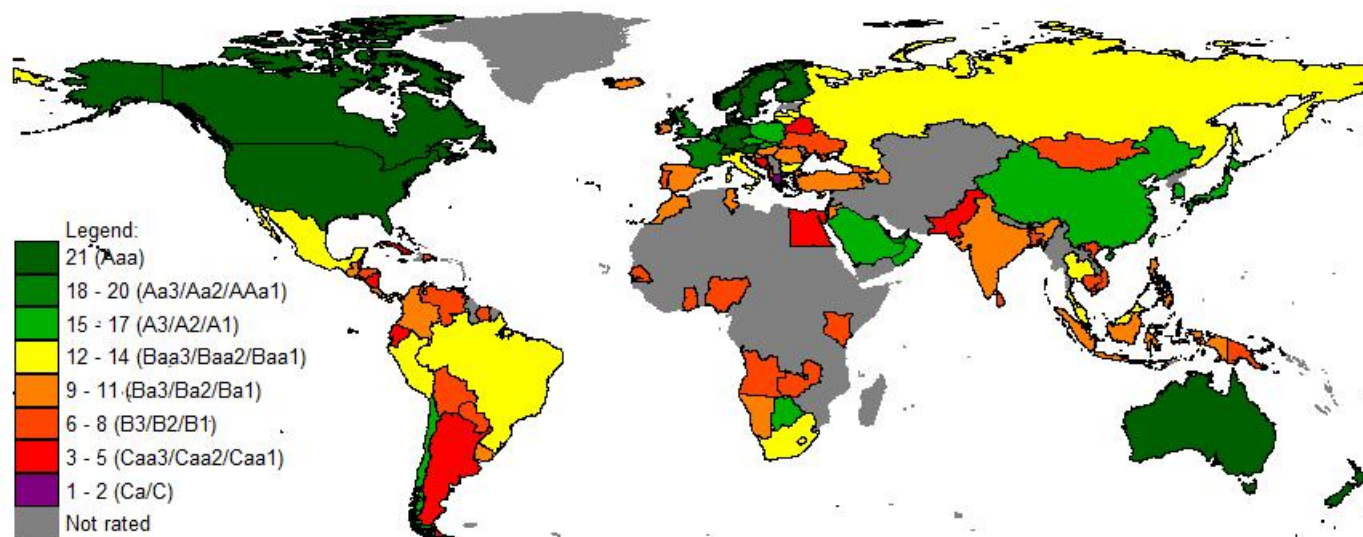 Legend:
21 (Aaa)
18 - 20 (Aa3/Aa2/AAa1)
15 - 17 (A3/A2/A1)
12 - 14 (Baa3/Baa2/Baa1)
9 - 11 (Ba3/Ba2/Ba1)
6 - 8 (B3/B2/B1)
3 - 5 (Caa3/Caa2/Caa1)
1 - 2 (Ca/C)
Not rated